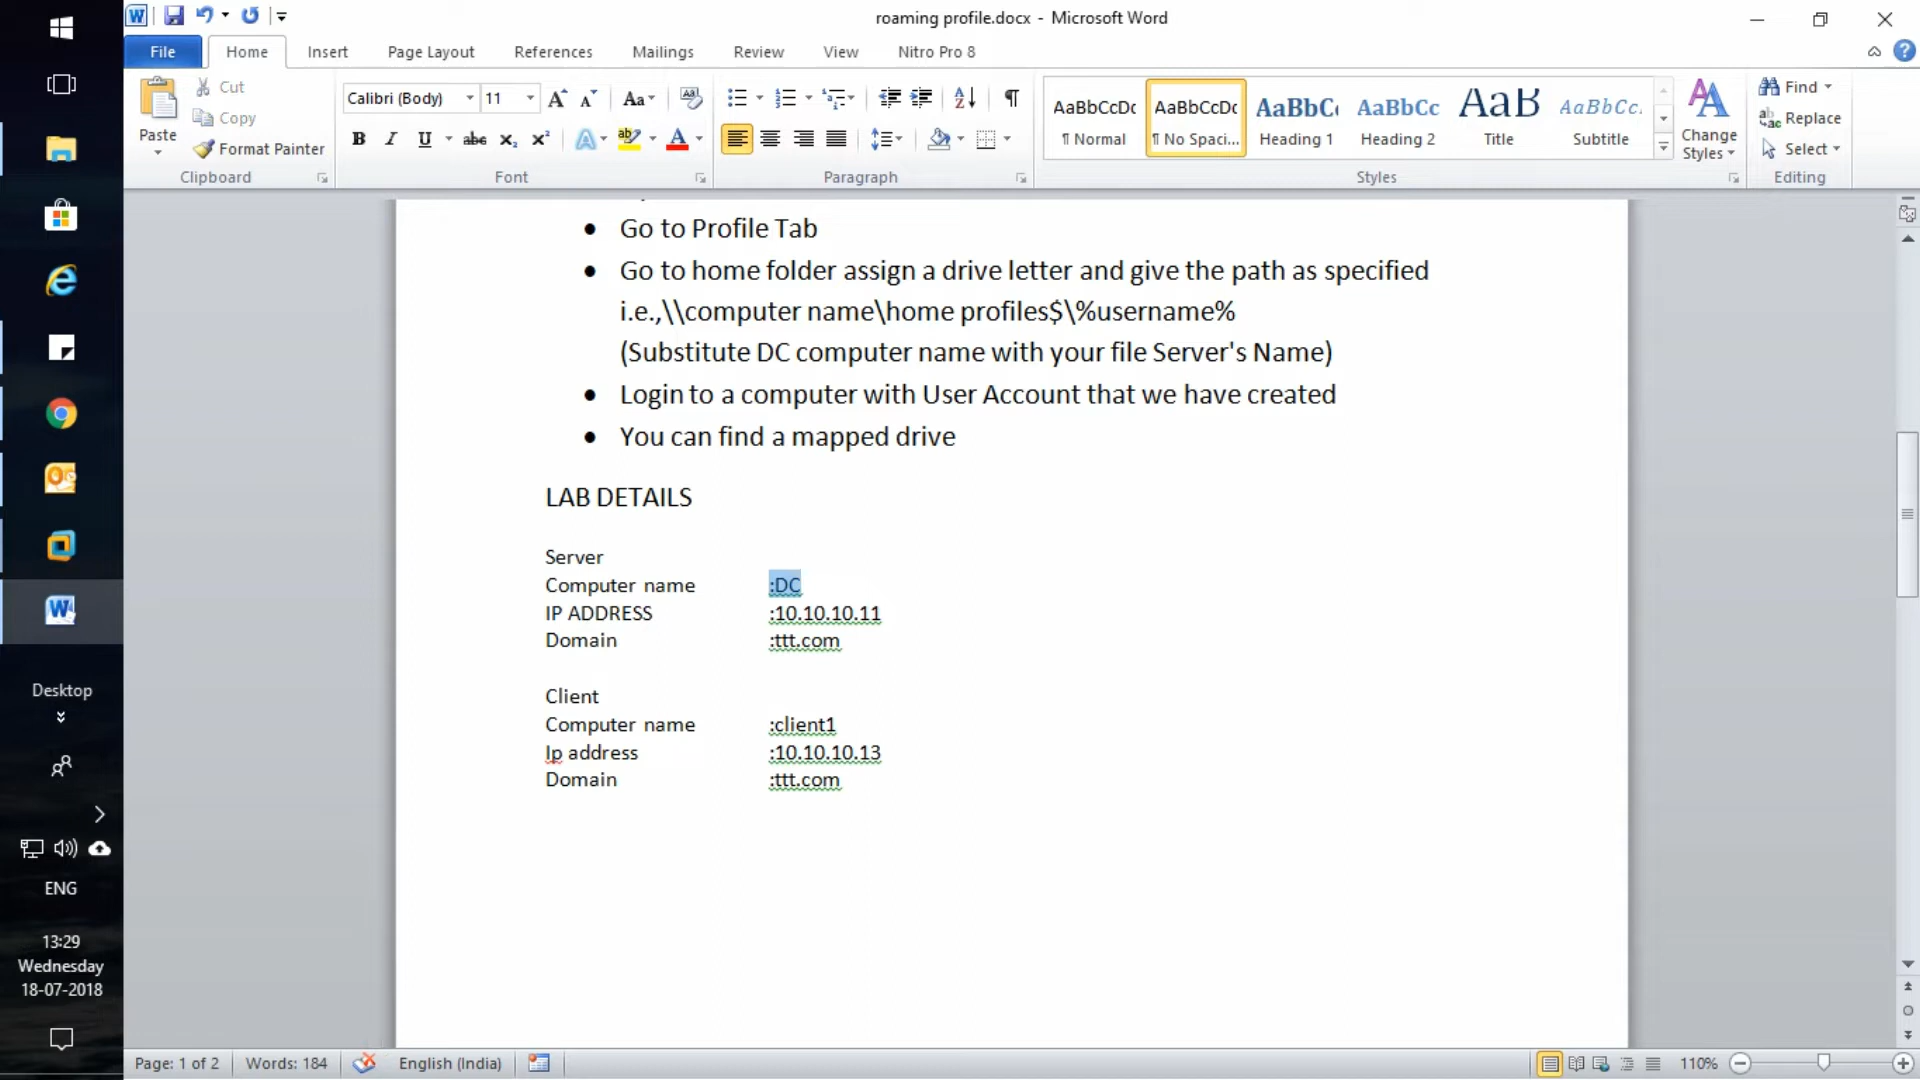 roaming profile.docx - Microsoft Word
File Home Insert Page Layout References Mailings Review View Nitro Pro 8
Paste
Cut
Copy
Format Painter
Clipboard
Calibri (Body) 11
Font
Paragraph
AaBbCcDc AaBbCcDc AaBbC AaBbCc AaB AaBbCc.
¶ Normal ¶ No Spaci... Heading 1 Heading 2 Title Subtitle
Change
Styles
Styles
Find
Replace
Select
Editing
• Go to Profile Tab
• Go to home folder assign a drive letter and give the path as specified
i.e.,\\computer name\home profiles$\%username%
(Substitute DC computer name with your file Server's Name)
• Login to a computer with User Account that we have created
• You can find a mapped drive
LAB DETAILS
Server
Computer name :DC
IP ADDRESS :10.10.10.11
Domain :ttt.com
Client
Computer name :client1
Ip address :10.10.10.13
Domain :ttt.com
Desktop
ENG
13:29
Wednesday
18-07-2018
Page: 1 of 2 Words: 184 English (India) 110%